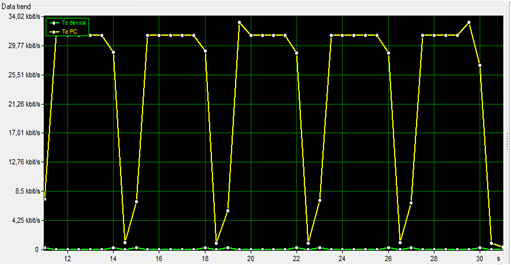 Data trend
34,02 kbit/s
To device
To PC
29,77 kbit/s
25,51 kbit/s
21,26 kbit/s
17,01 kbit/s
12,76 kbit/s
8,5 kbit/s
4,25 kbit/s
0
12 14 16 18 20 22 24 26 28 30 s